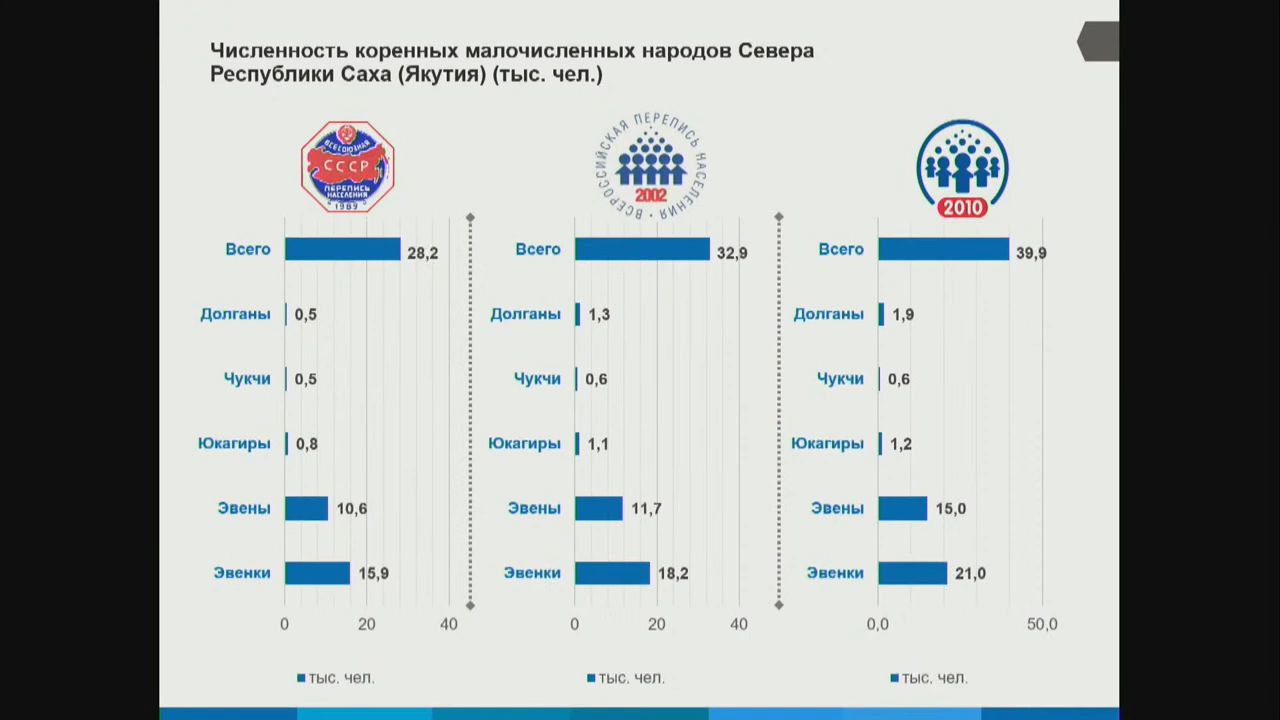 Численность коренных малочисленных народов Севера
Республики Саха (Якутия) (тыс. чел.)
ВСЕСОЮЗНАЯ
СССР
ПЕРЕПИСЬ
НАСЕЛЕНИЯ
1989
ВСЕРОССИЙСКАЯ ПЕРЕПИСЬ НАСЕЛЕНИЯ •
2002
2010
Всего 28,2
Долганы 0,5
Чукчи 0,5
Юкагиры 0,8
Эвены 10,6
Эвенки 15,9
0 20 40
тыс. чел.
Всего 32,9
Долганы 1,3
Чукчи 0,6
Юкагиры 1,1
Эвены 11,7
Эвенки 18,2
0 20 40
тыс. чел.
Всего 39,9
Долганы 1,9
Чукчи 0,6
Юкагиры 1,2
Эвены 15,0
Эвенки 21,0
0,0 50,0
тыс. чел.